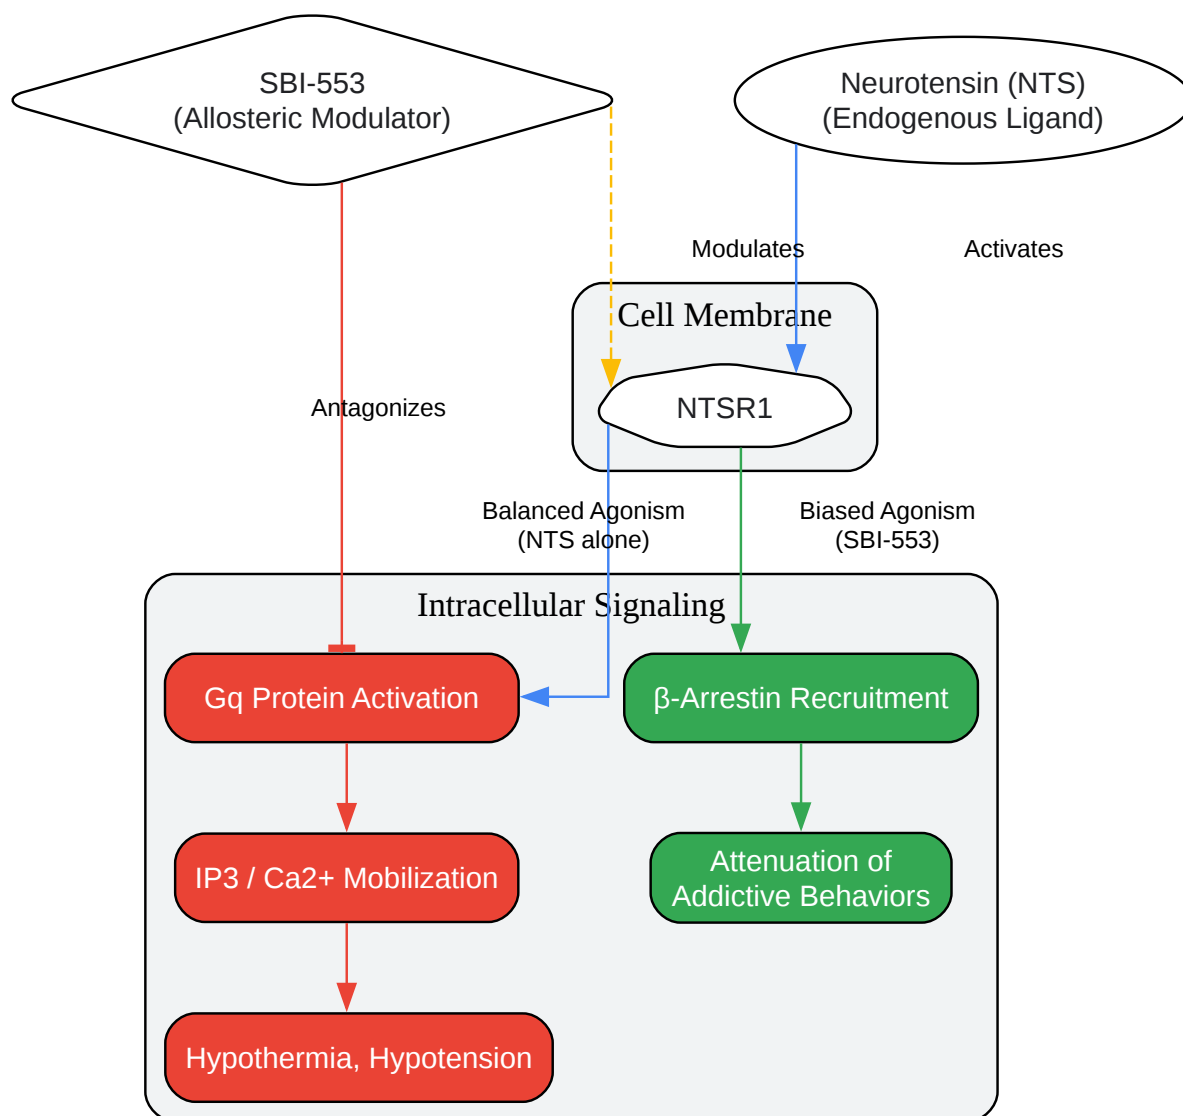 SBI-553
(Allosteric Modulator)
Neurotensin (NTS)
(Endogenous Ligand)
Modulates
Activates
Cell Membrane
NTSR1
Antagonizes
Balanced Agonism
(NTS alone)
Biased Agonism
(SBI-553)
Intracellular Signaling
Gq Protein Activation
β-Arrestin Recruitment
IP3 / Ca2+ Mobilization
Attenuation of
Addictive Behaviors
Hypothermia, Hypotension